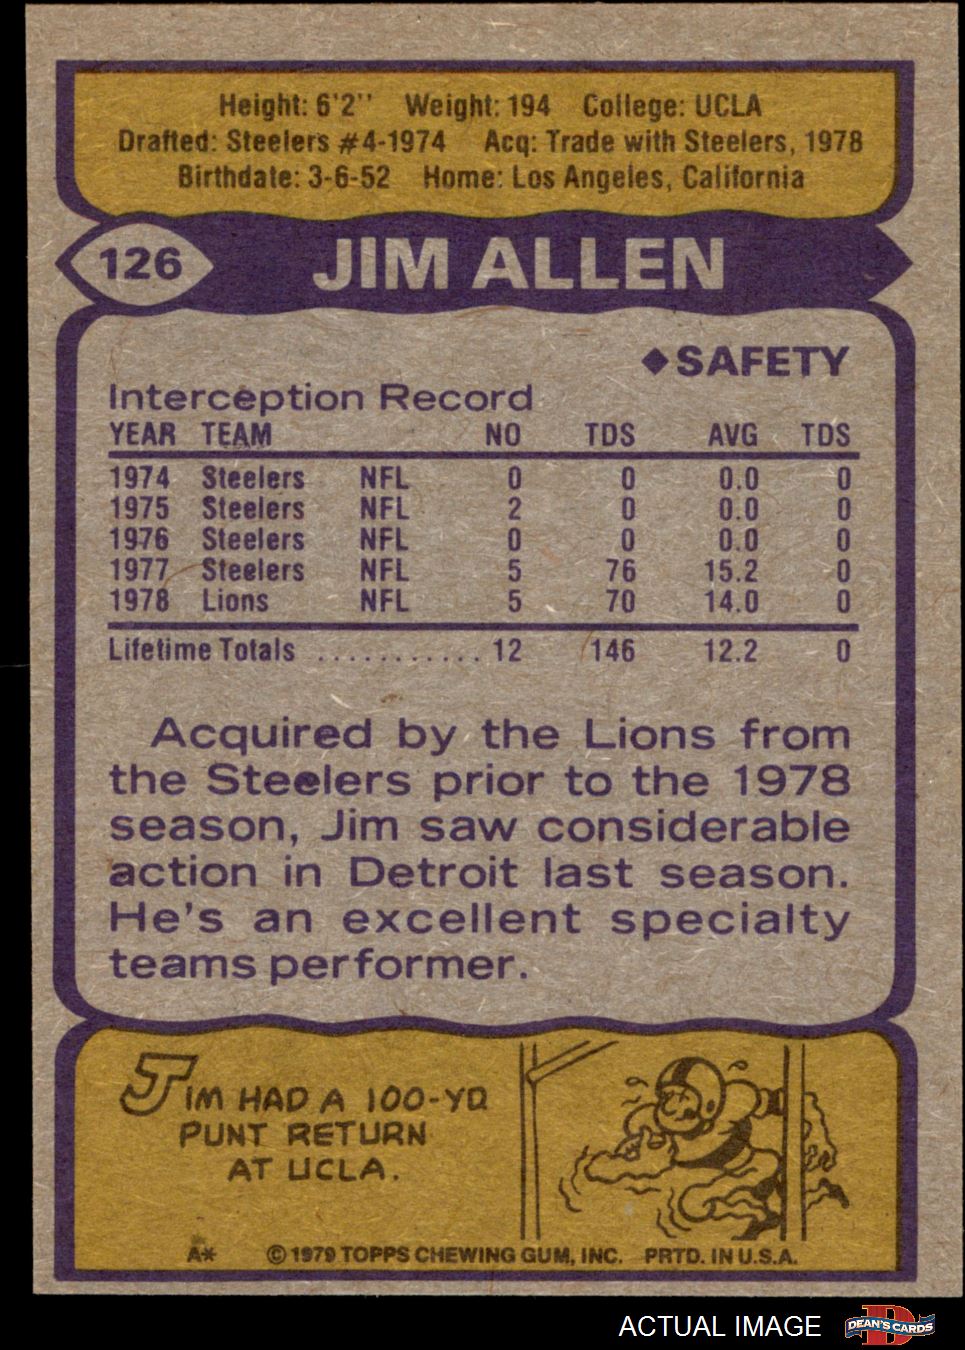 Height: 6'2'' Weight: 194 College: UCLA
Drafted: Steelers #4-1974 Acq: Trade with Steelers, 1978
Birthdate: 3-6-52 Home: Los Angeles, California
126 JIM ALLEN
◆SAFETY
Interception Record
YEAR TEAM NO TDS AVG TDS
1974 Steelers NFL 0 0 0.0 0
1975 Steelers NFL 2 0 0.0 0
1976 Steelers NFL 0 0 0.0 0
1977 Steelers NFL 5 76 15.2 0
1978 Lions NFL 5 70 14.0 0
Lifetime Totals ........... 12 146 12.2 0
Acquired by the Lions from
the Steelers prior to the 1978
season, Jim saw considerable
action in Detroit last season.
He's an excellent specialty
teams performer.
JIM HAD A 100-YD
PUNT RETURN
AT UCLA.
A* © 1979 TOPPS CHEWING GUM, INC. PRTD. IN U.S.A.
ACTUAL IMAGE
D
DEAN'S CARDS